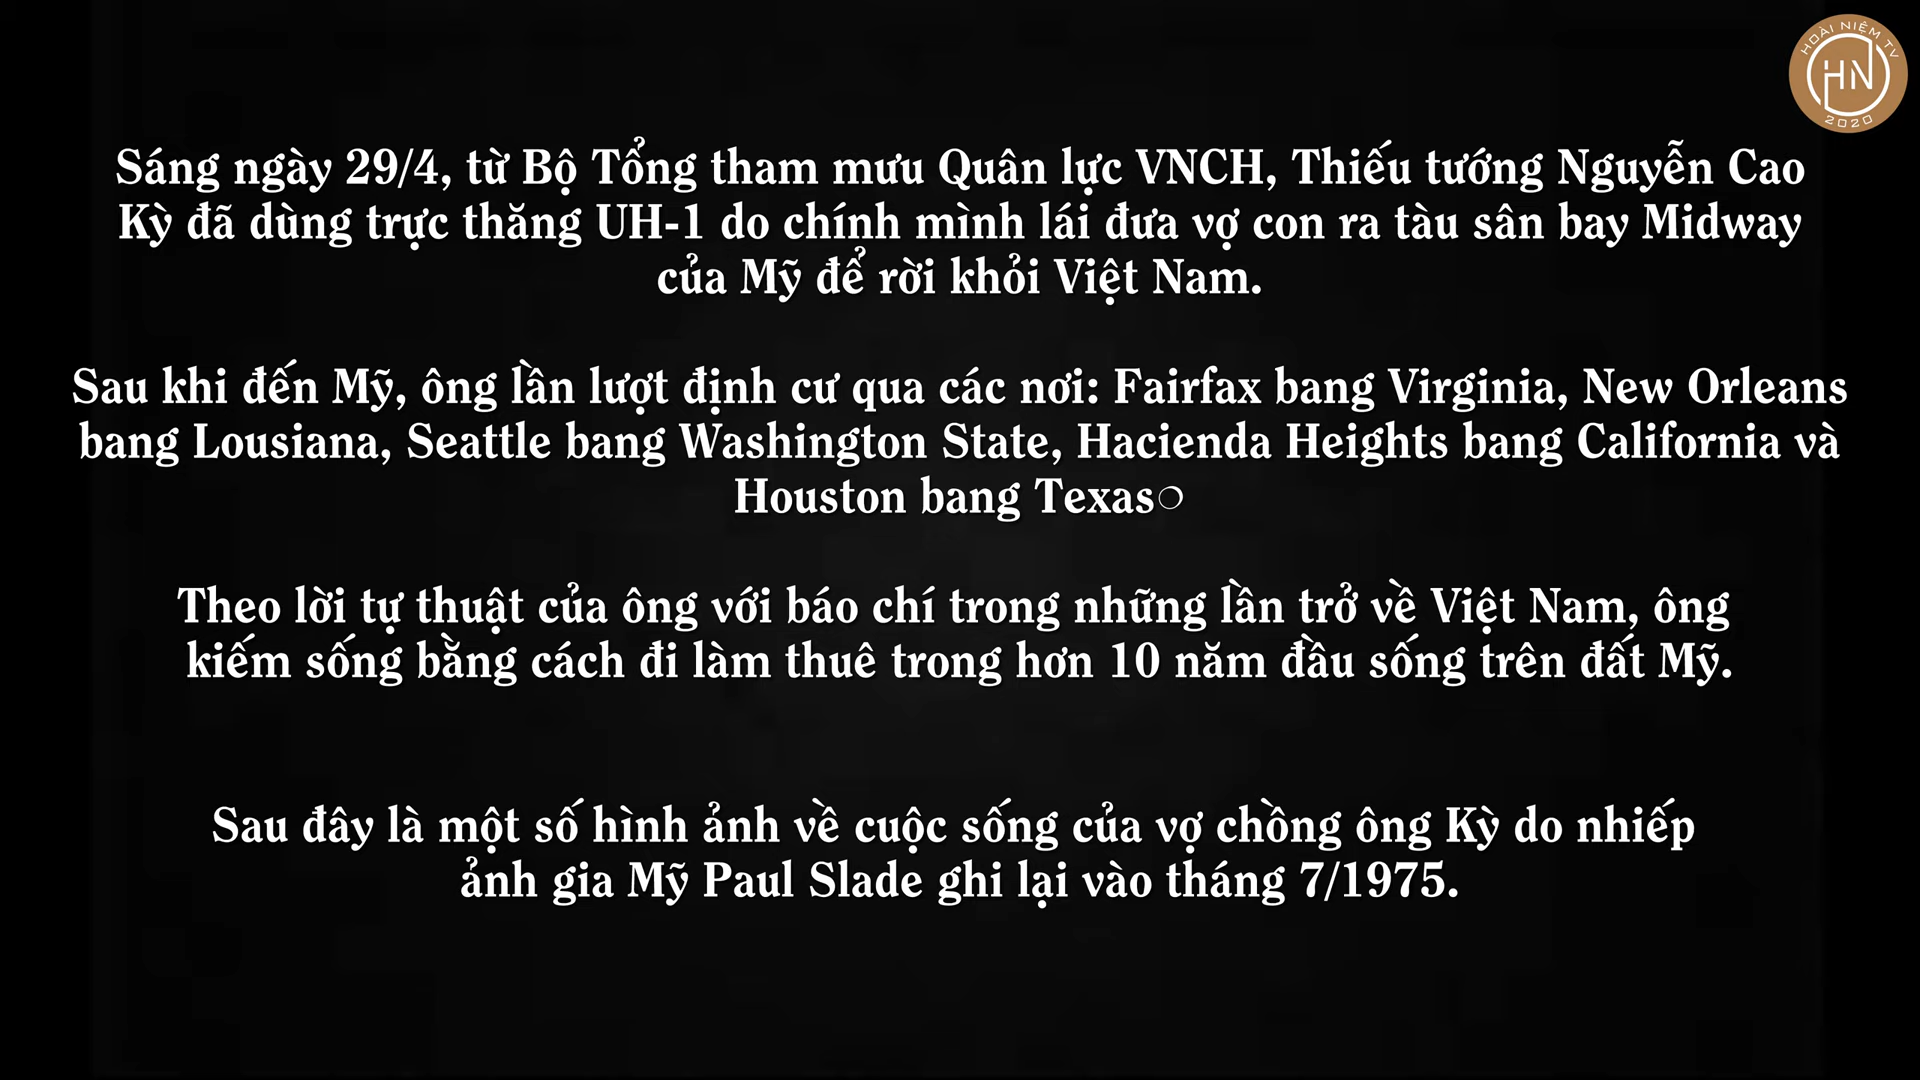 HOÀI NIỆM TV
HN
2020
Sáng ngày 29/4, từ Bộ Tổng tham mưu Quân lực VNCH, Thiếu tướng Nguyễn Cao
Kỳ đã dùng trực thăng UH-1 do chính mình lái đưa vợ con ra tàu sân bay Midway
của Mỹ để rời khỏi Việt Nam.
Sau khi đến Mỹ, ông lần lượt định cư qua các nơi: Fairfax bang Virginia, New Orleans
bang Lousiana, Seattle bang Washington State, Hacienda Heights bang California và
Houston bang Texas
Theo lời tự thuật của ông với báo chí trong những lần trở về Việt Nam, ông
kiếm sống bằng cách đi làm thuê trong hơn 10 năm đầu sống trên đất Mỹ.
Sau đây là một số hình ảnh về cuộc sống của vợ chồng ông Kỳ do nhiếp
ảnh gia Mỹ Paul Slade ghi lại vào tháng 7/1975.